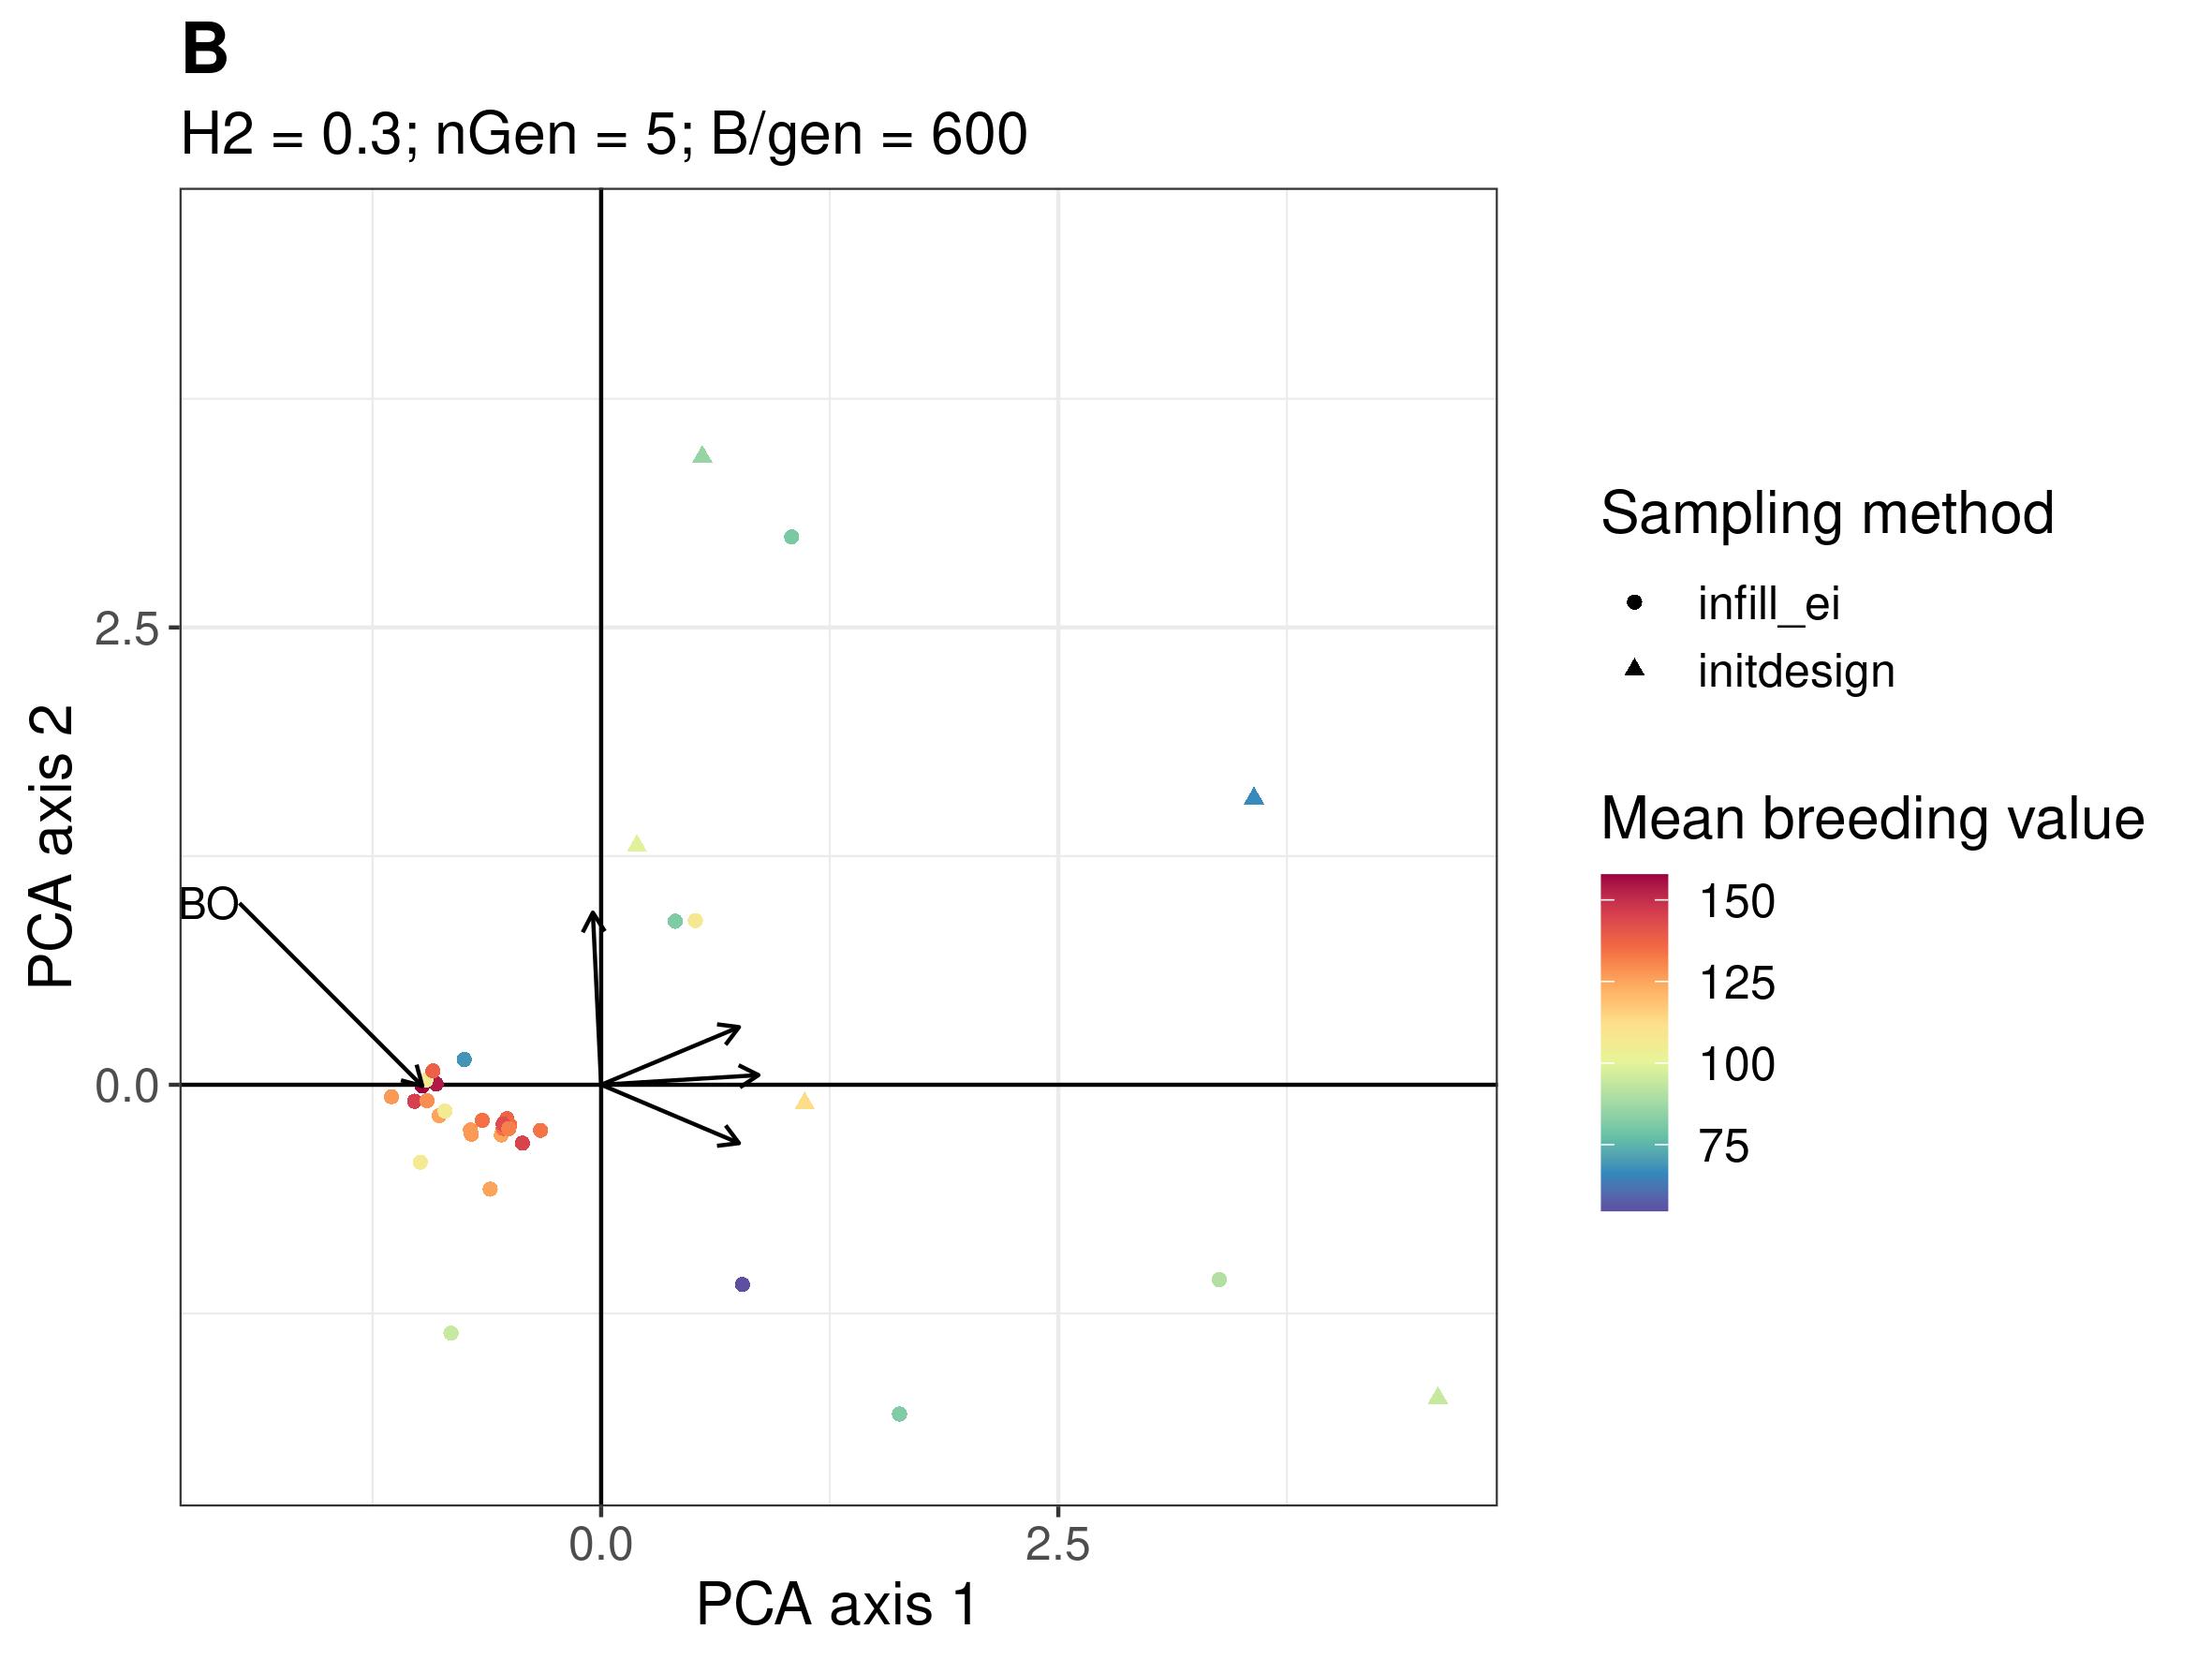 B
H2 = 0.3; nGen = 5; B/gen = 600
PCA axis 2
2.5
0.0
BO
0.0
2.5
PCA axis 1
Sampling method
infill_ei
initdesign
Mean breeding value
150
125
100
75